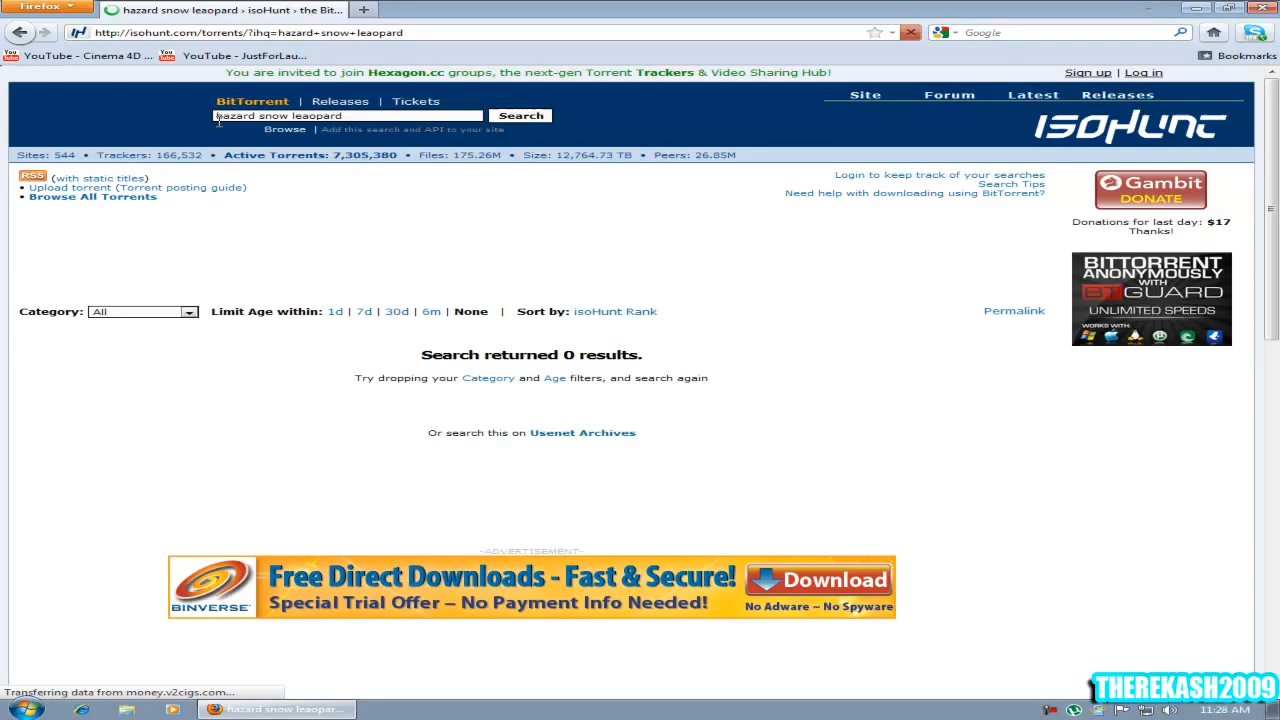 Firefox
hazard snow leaopard › isoHunt › the Bit...
http://isohunt.com/torrents/?ihq=hazard+snow+leaopard
Google
YouTube - Cinema 4D ...
YouTube - JustForLau...
Bookmarks
You are invited to join Hexagon.cc groups, the next-gen Torrent Trackers & Video Sharing Hub!
Sign up | Log in
BitTorrent | Releases | Tickets
Site Forum Latest Releases
hazard snow leaopard
Search
isoHunt
Browse | Add this search and API to your site
Sites: 544 • Trackers: 166,532 • Active Torrents: 7,305,380 • Files: 175.26M • Size: 12,764.73 TB • Peers: 26.85M
RSS (with static titles)
• Upload torrent (Torrent posting guide)
• Browse All Torrents
Login to keep track of your searches
Search Tips
Need help with downloading using BitTorrent?
Gambit
DONATE
Donations for last day: $17
Thanks!
BITTORRENT
ANONYMOUSLY
WITH
BTGUARD
UNLIMITED SPEEDS
WORKS WITH:
Category: All
Limit Age within: 1d | 7d | 30d | 6m | None | Sort by: isoHunt Rank
Permalink
Search returned 0 results.
Try dropping your Category and Age filters, and search again
Or search this on Usenet Archives
-ADVERTISEMENT-
BINVERSE
Free Direct Downloads - Fast & Secure!
Special Trial Offer – No Payment Info Needed!
Download
No Adware ~ No Spyware
Transferring data from money.v2cigs.com...
THEREKASH2009
hazard snow leaopar...
11:28 AM